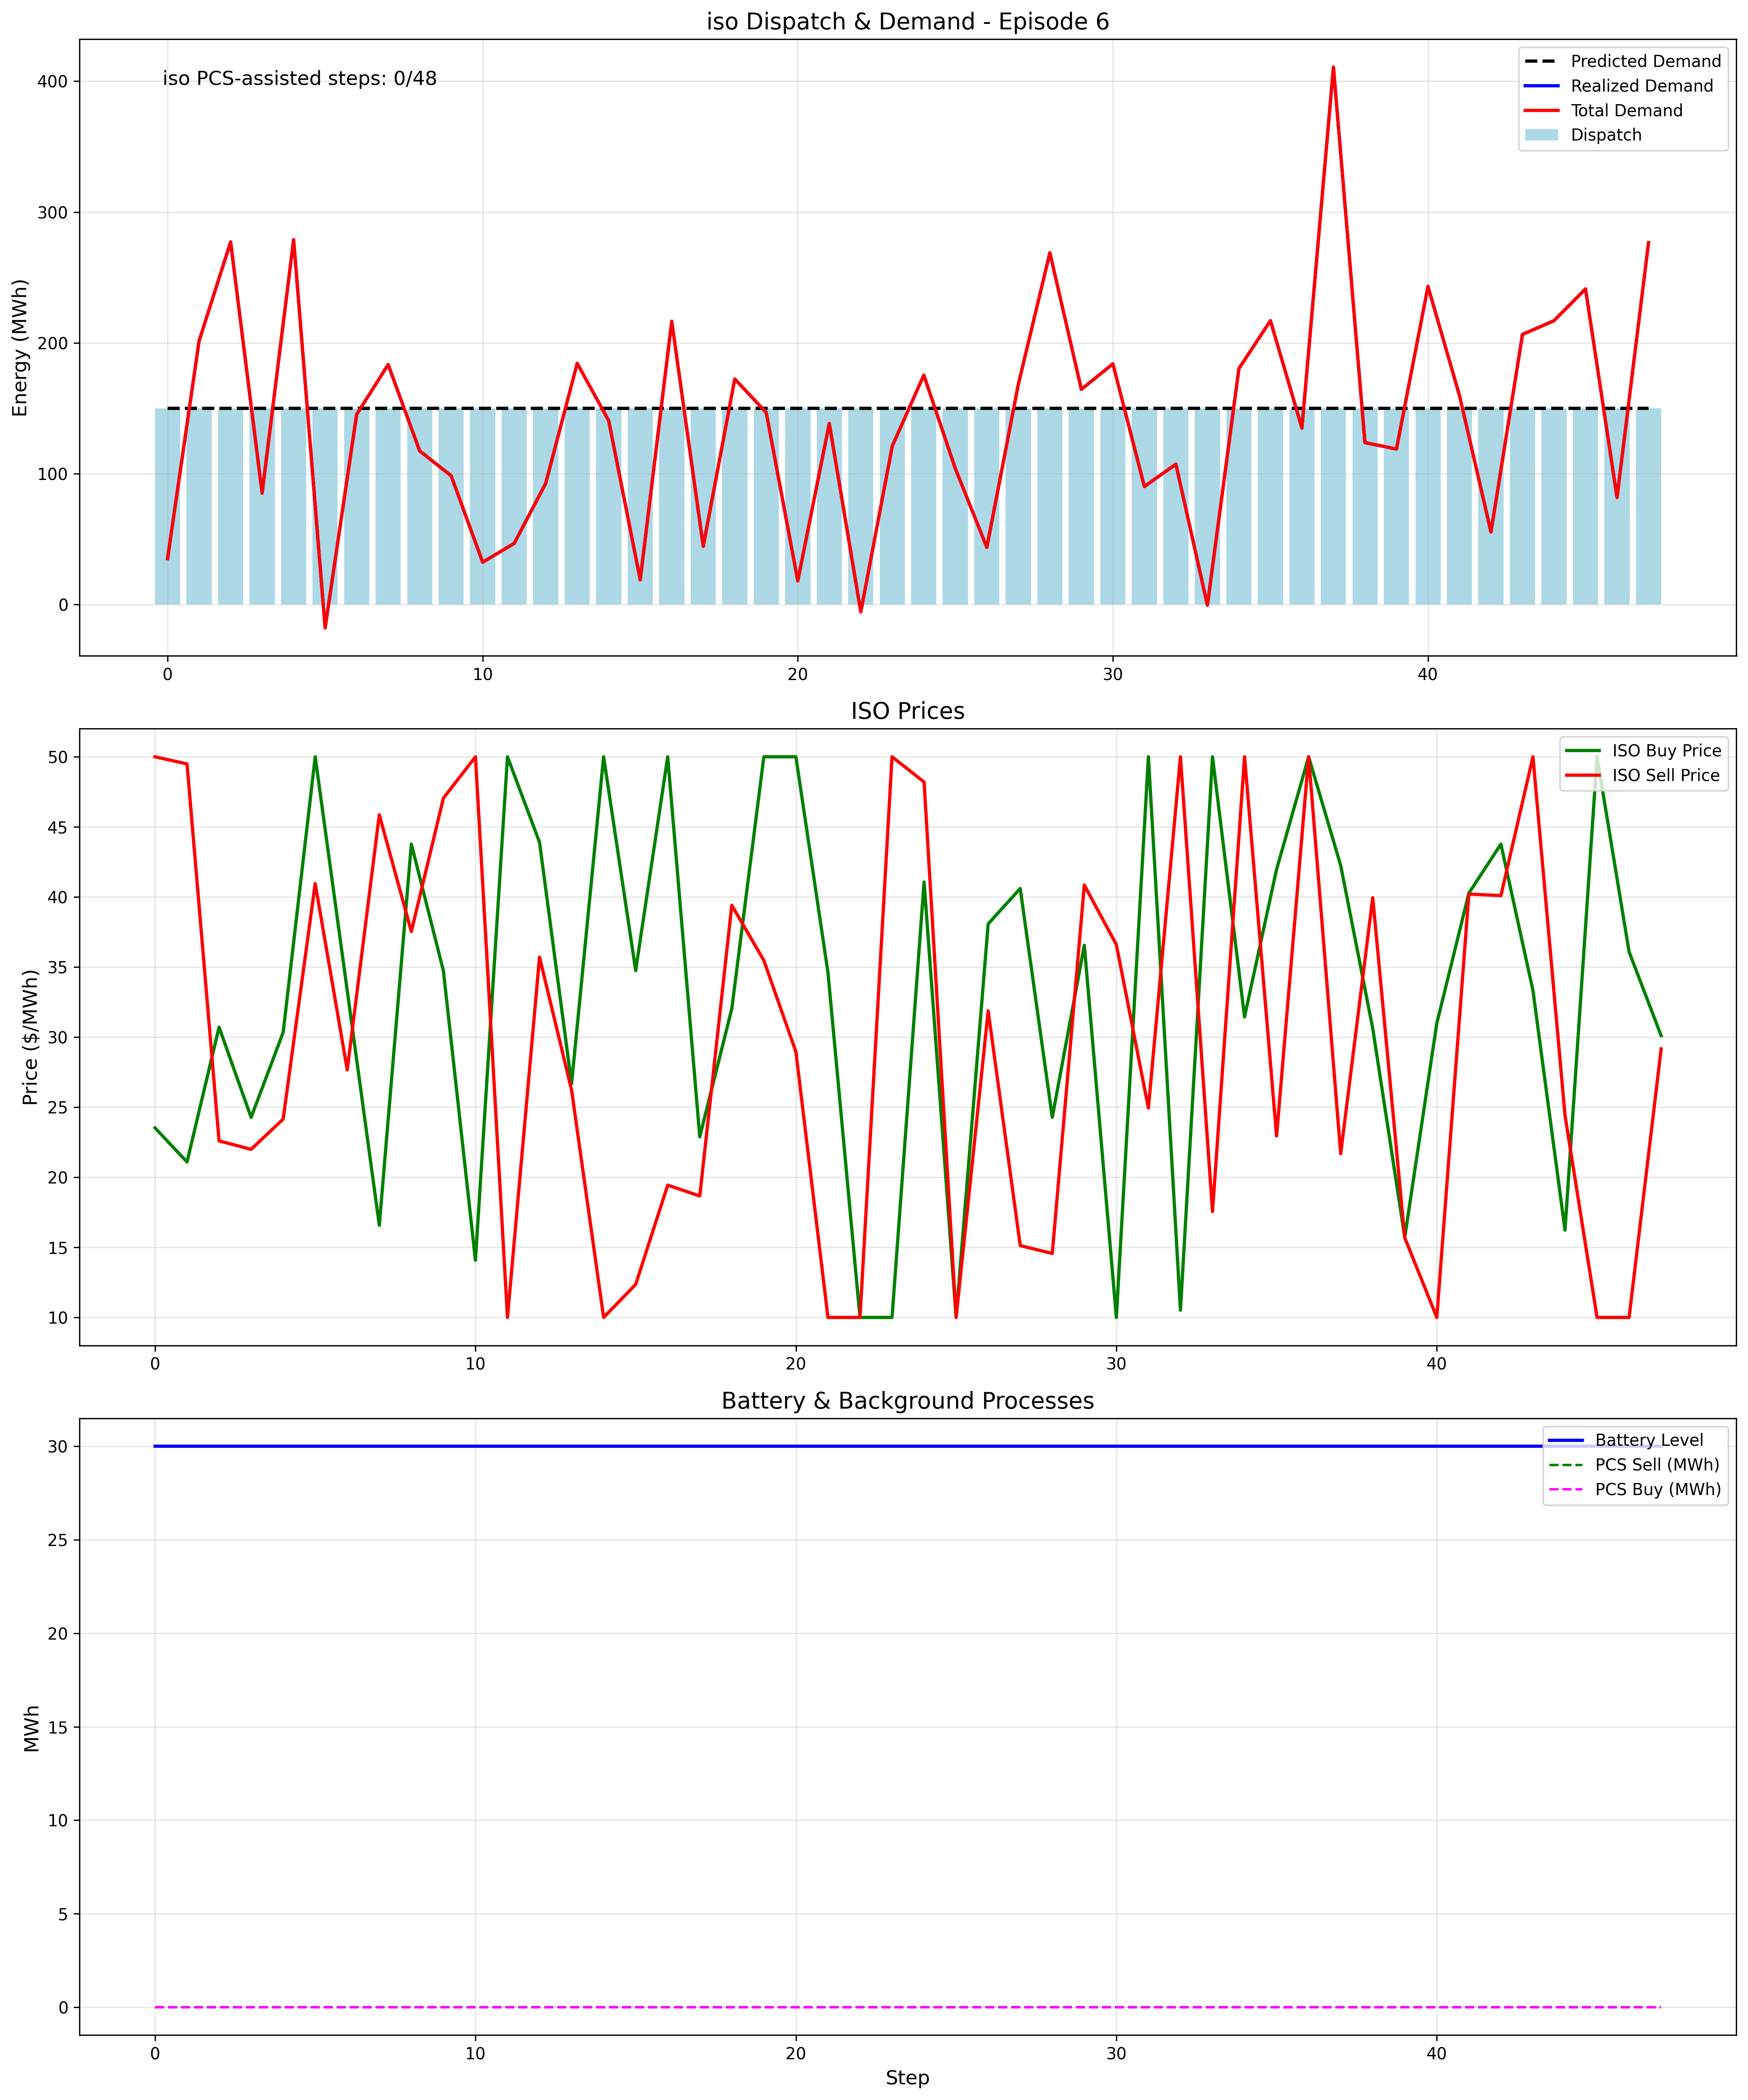 iso Dispatch & Demand - Episode 6
iso PCS-assisted steps: 0/48
Predicted Demand
Realized Demand
Total Demand
Dispatch
Energy (MWh)
400
300
200
100
0
0 10 20 30 40
ISO Prices
ISO Buy Price
ISO Sell Price
Price ($/MWh)
50
45
40
35
30
25
20
15
10
0 10 20 30 40
Battery & Background Processes
Battery Level
PCS Sell (MWh)
PCS Buy (MWh)
MWh
30
25
20
15
10
5
0
0 10 20 30 40
Step